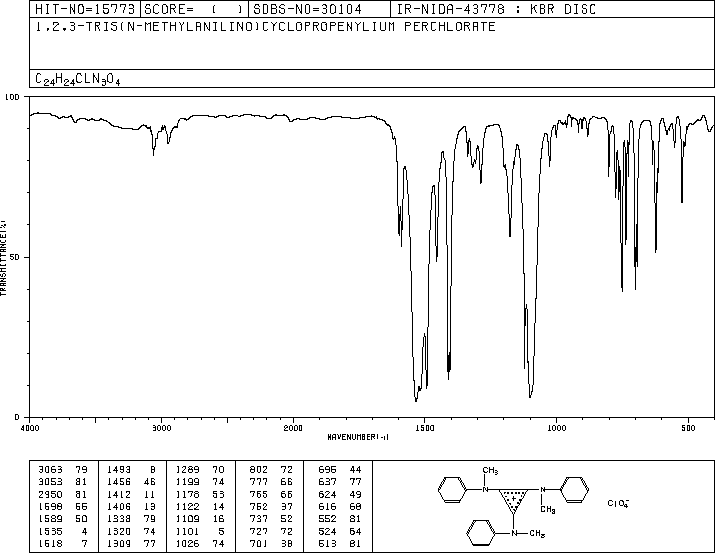 HIT-NO=15773 SCORE= ( ) SDBS-NO=30104 IR-NIDA-43778 : KBR DISC
1,2,3-TRIS(N-METHYLANILINO)CYCLOPROPENYLIUM PERCHLORATE
C24H24CLN3O4
100
50
0
TRANSMITTANCE(%)
4000 3000 2000 1500 1000 500
WAVENUMBER(-1)
3063 79 1493 8 1289 70 802 72 696 44
3053 81 1456 46 1199 74 777 66 637 77
2950 81 1412 11 1178 53 765 66 624 49
1598 55 1406 13 1122 14 752 37 616 68
1589 50 1338 79 1109 16 737 52 552 81
1535 4 1320 74 1101 5 727 72 524 64
1518 7 1309 77 1026 74 701 38 513 81
CH3
N
N
CH3
+
N
CH3
ClO4-